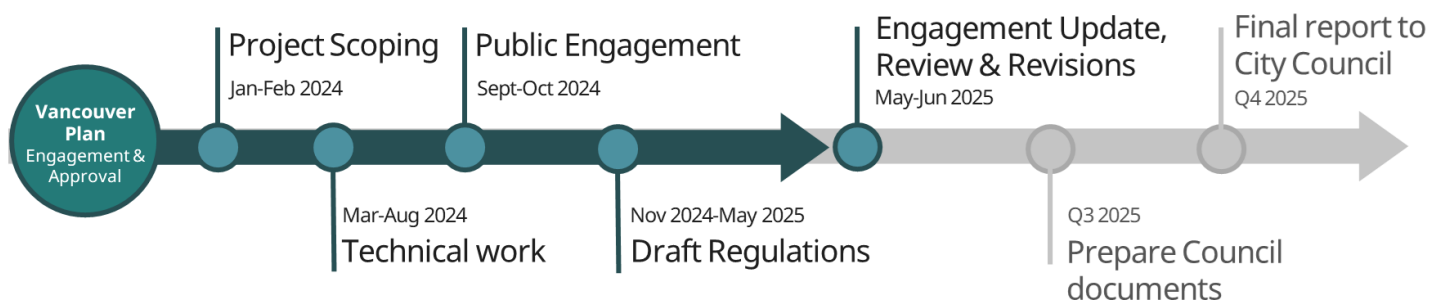 Vancouver
Plan
Engagement &
Approval
Project Scoping
Jan-Feb 2024
Mar-Aug 2024
Technical work
Public Engagement
Sept-Oct 2024
Nov 2024-May 2025
Draft Regulations
Engagement Update,
Review & Revisions
May-Jun 2025
Q3 2025
Prepare Council
documents
Final report to
City Council
Q4 2025